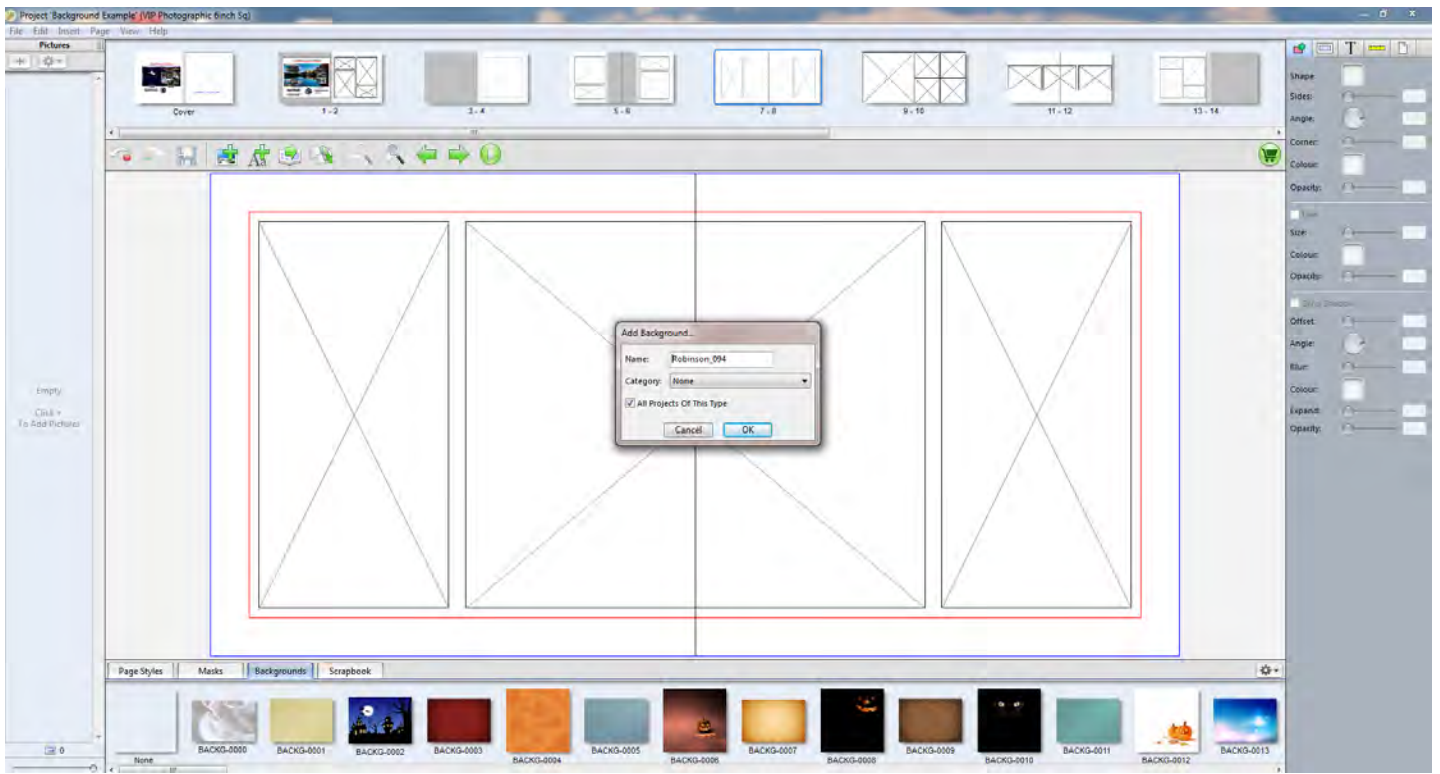 Project 'Background Example' (VIP Photographic 6inch Sq)
File Edit Insert Page View Help
Pictures
Cover
1 - 2
3 - 4
5 - 6
7 - 8
9 - 10
11 - 12
13 - 14
Shape
Sides:
Angle:
Corner:
Colour:
Opacity:
Line
Size:
Colour:
Opacity:
Drop Shadow
Offset
Angle:
Blur:
Colour:
Expand:
Opacity:
Empty
Click +
To Add Pictures
Add Background...
Name: Robinson_094
Category: None
All Projects Of This Type
Cancel OK
Page Styles Masks Backgrounds Scrapbook
None
BACKG-0000
BACKG-0001
BACKG-0002
BACKG-0003
BACKG-0004
BACKG-0005
BACKG-0006
BACKG-0007
BACKG-0008
BACKG-0009
BACKG-0010
BACKG-0011
BACKG-0012
BACKG-0013
0